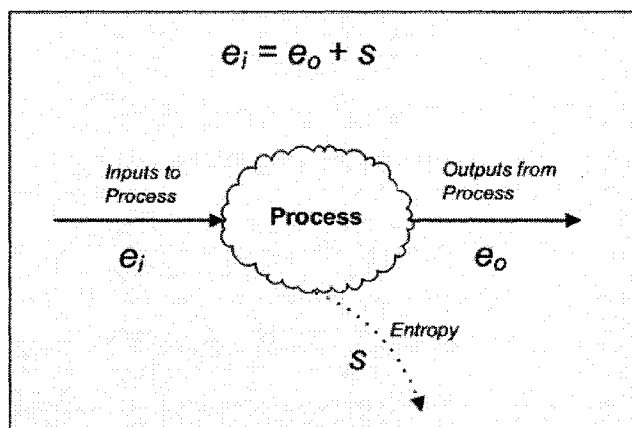 e_i = e_o + s
Inputs to
Process
Outputs from
Process
Process
e_i
e_o
Entropy
s